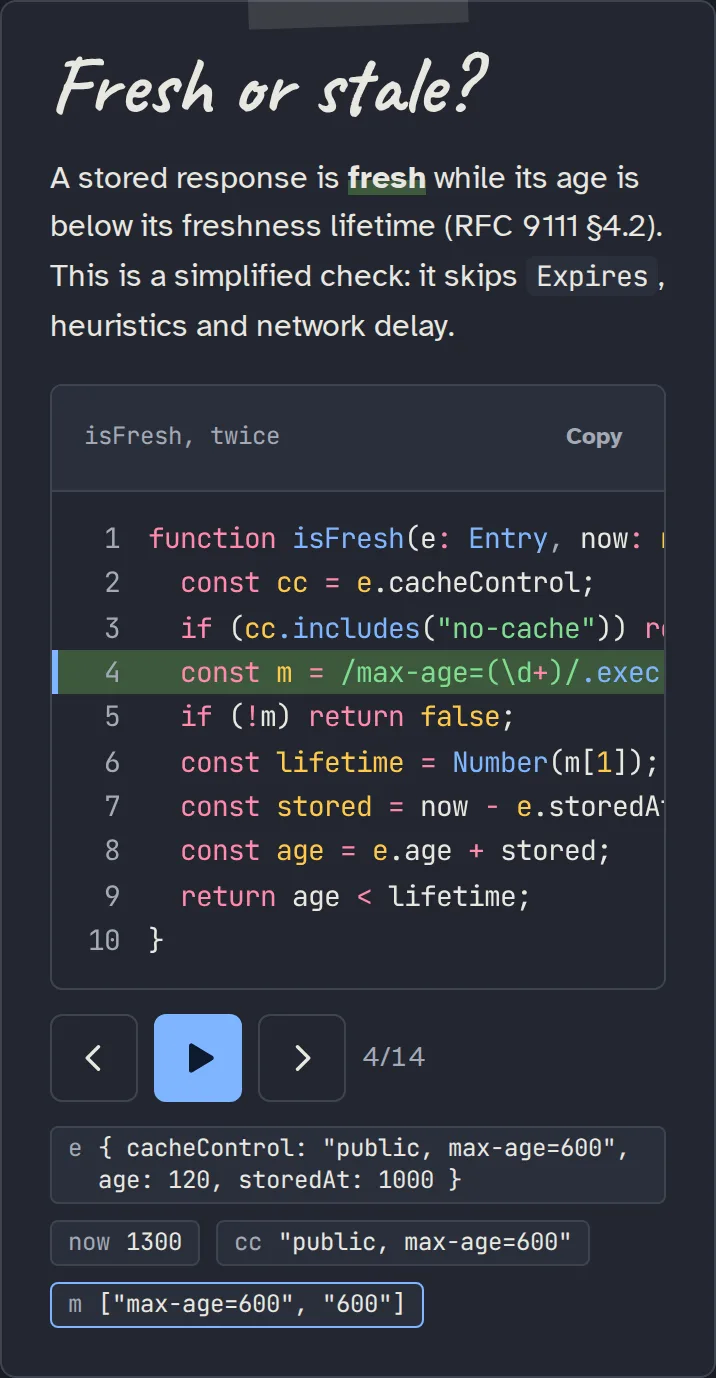 Fresh or stale?
A stored response is fresh while its age is
below its freshness lifetime (RFC 9111 §4.2).
This is a simplified check: it skips Expires,
heuristics and network delay.
isFresh, twice Copy
1 function isFresh(e: Entry, now:
2 const cc = e.cacheControl;
3 if (cc.includes("no-cache"))
4 const m = /max-age=(\d+)/.exec
5 if (!m) return false;
6 const lifetime = Number(m[1]);
7 const stored = now - e.storedAt
8 const age = e.age + stored;
9 return age < lifetime;
10 }
4/14
e { cacheControl: "public, max-age=600",
age: 120, storedAt: 1000 }
now 1300 cc "public, max-age=600"
m ["max-age=600", "600"]